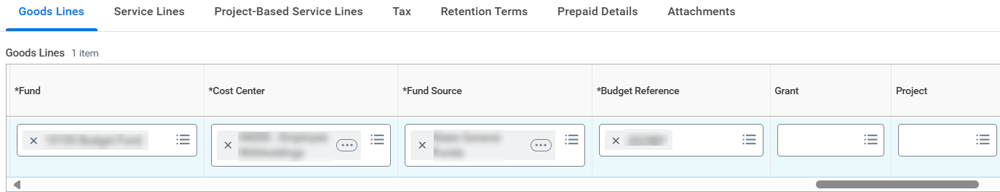 Goods Lines Service Lines Project-Based Service Lines Tax Retention Terms Prepaid Details Attachments
Goods Lines 1 item
*Fund *Cost Center *Fund Source *Budget Reference Grant Project